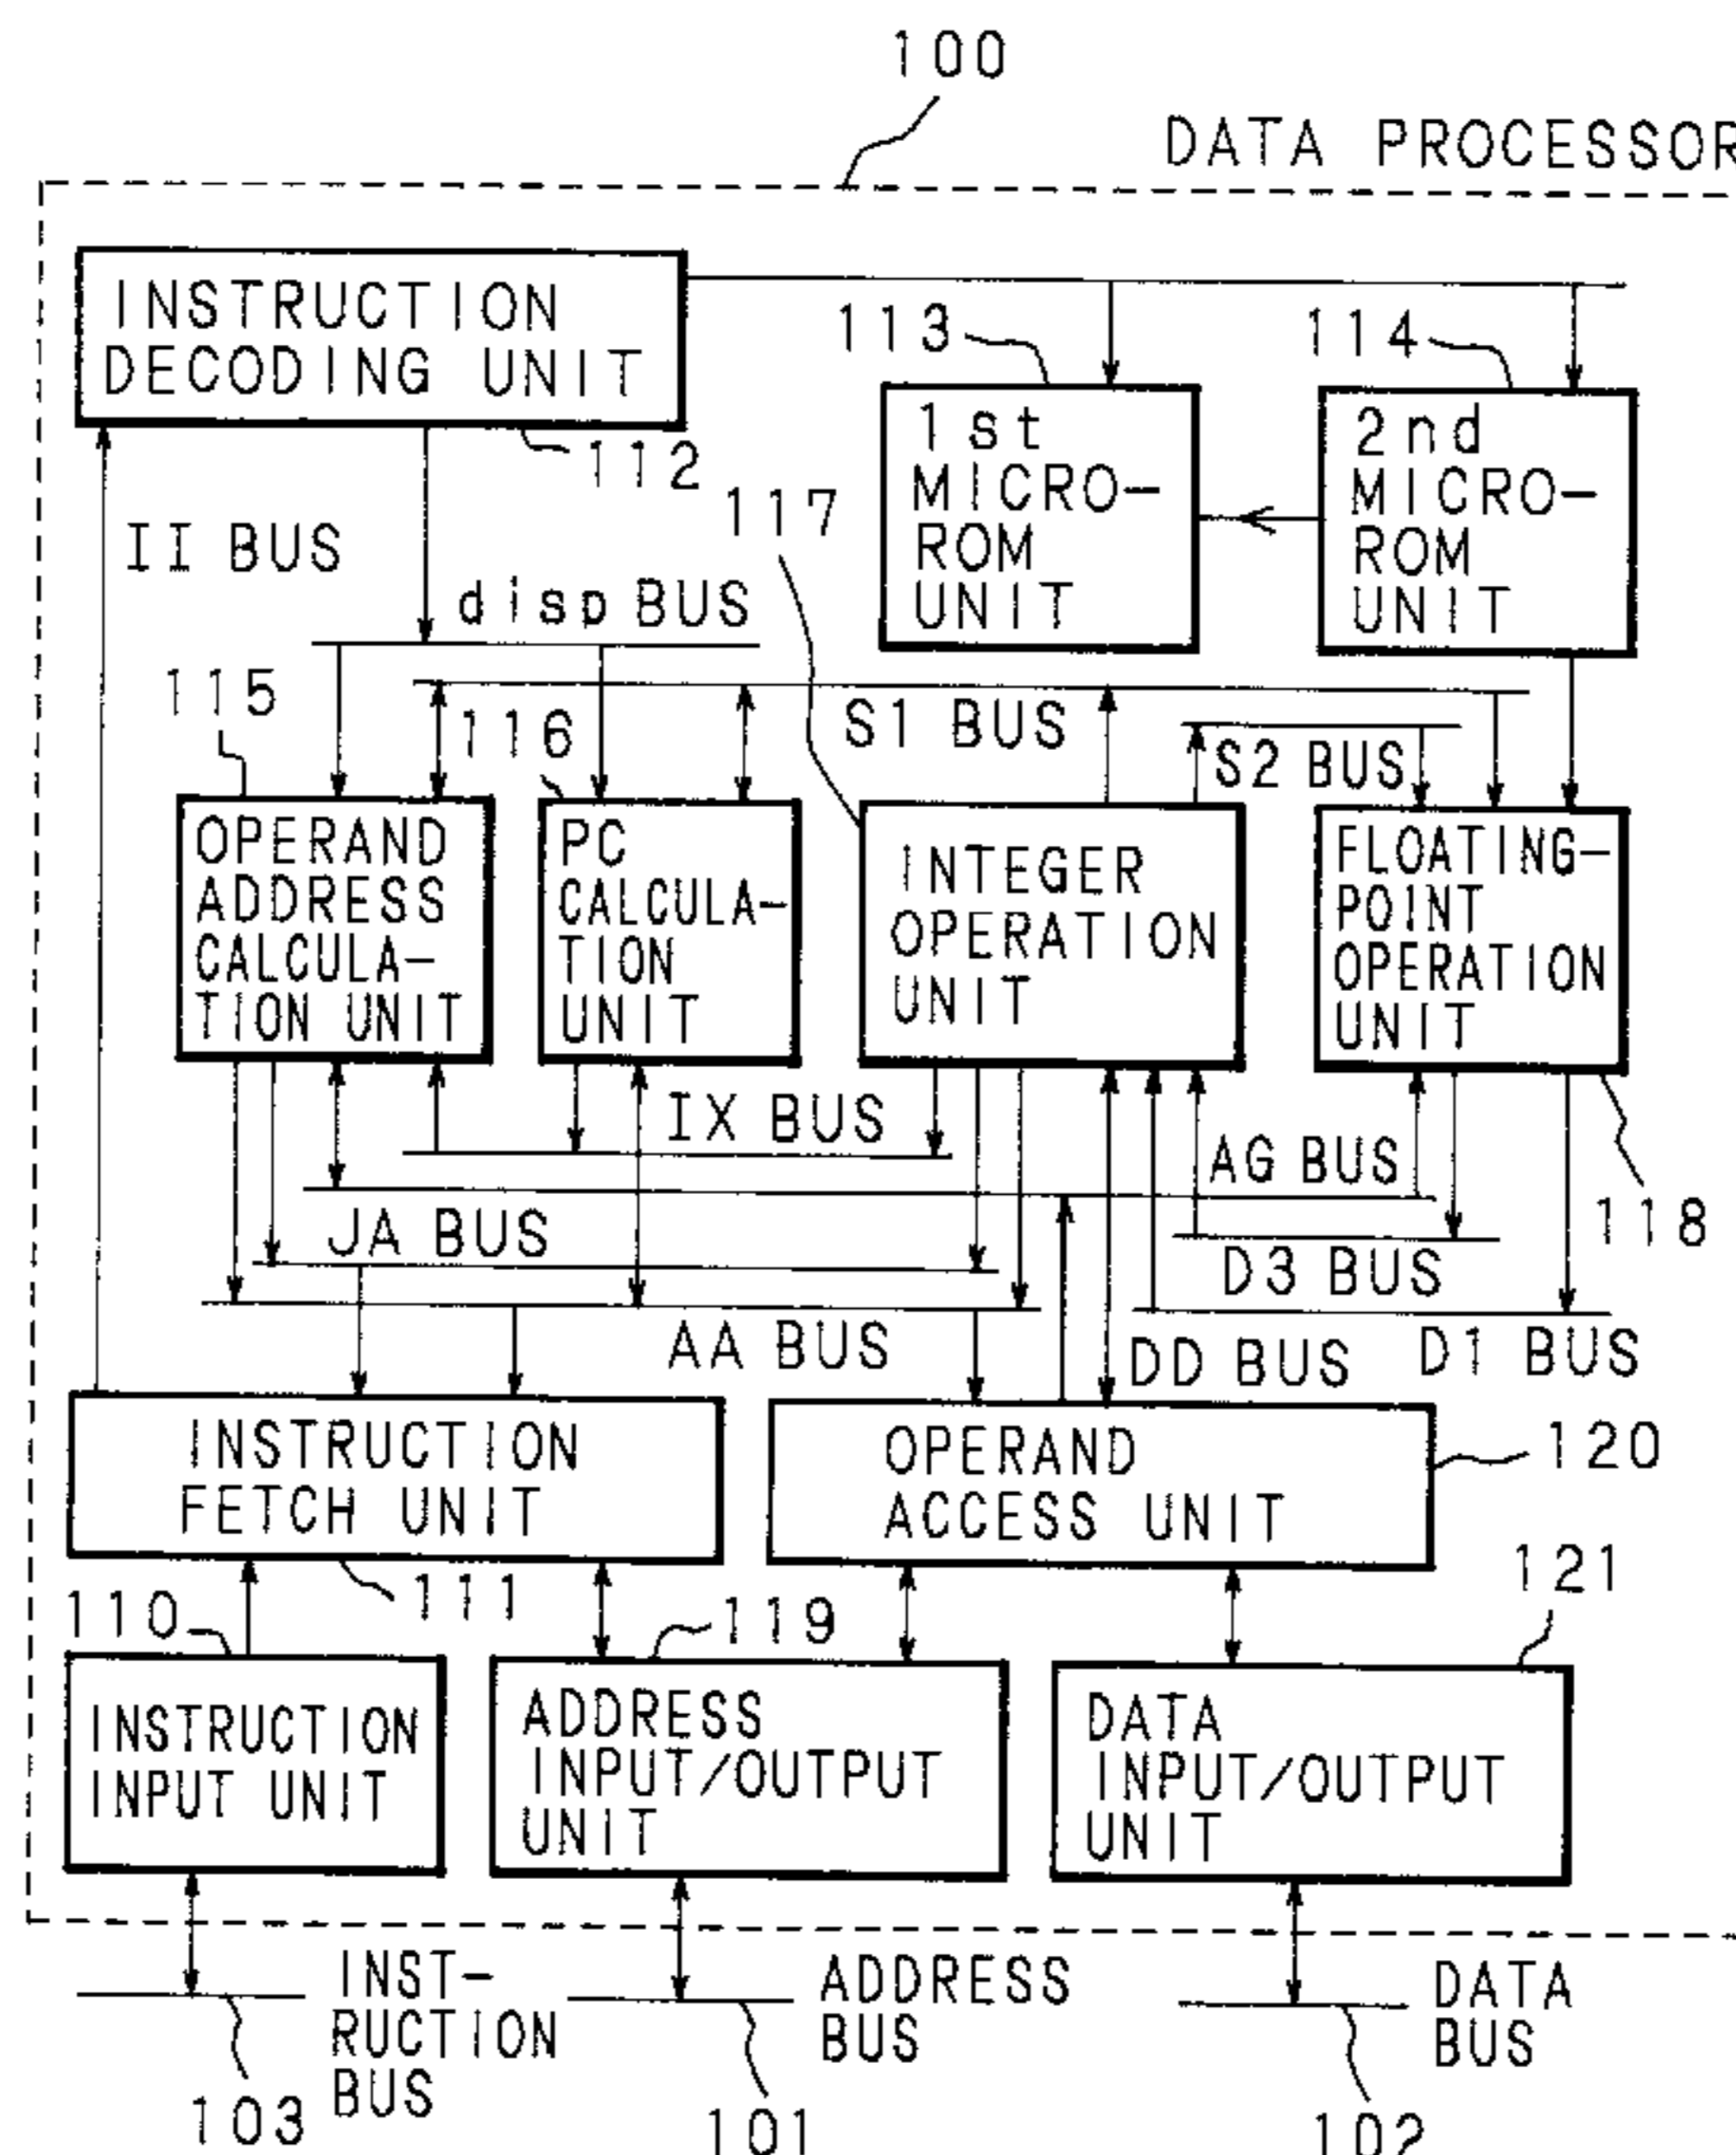 100
DATA PROCESSOR
INSTRUCTION
DECODING UNIT
112
113
114
1st
MICRO-
ROM
UNIT
2nd
MICRO-
ROM
UNIT
II BUS
disp BUS
117
115
116
S1 BUS
S2 BUS
OPERAND
ADDRESS
CALCULA-
TION UNIT
PC
CALCULA-
TION
UNIT
INTEGER
OPERATION
UNIT
FLOATING-
POINT
OPERATION
UNIT
IX BUS
AG BUS
118
JA BUS
D3 BUS
AA BUS
DD BUS
D1 BUS
INSTRUCTION
FETCH UNIT
111
OPERAND
ACCESS UNIT
120
110
119
121
INSTRUCTION
INPUT UNIT
ADDRESS
INPUT/OUTPUT
UNIT
DATA
INPUT/OUTPUT
UNIT
INST-
RUCTION
BUS
103
ADDRESS
BUS
101
DATA
BUS
102